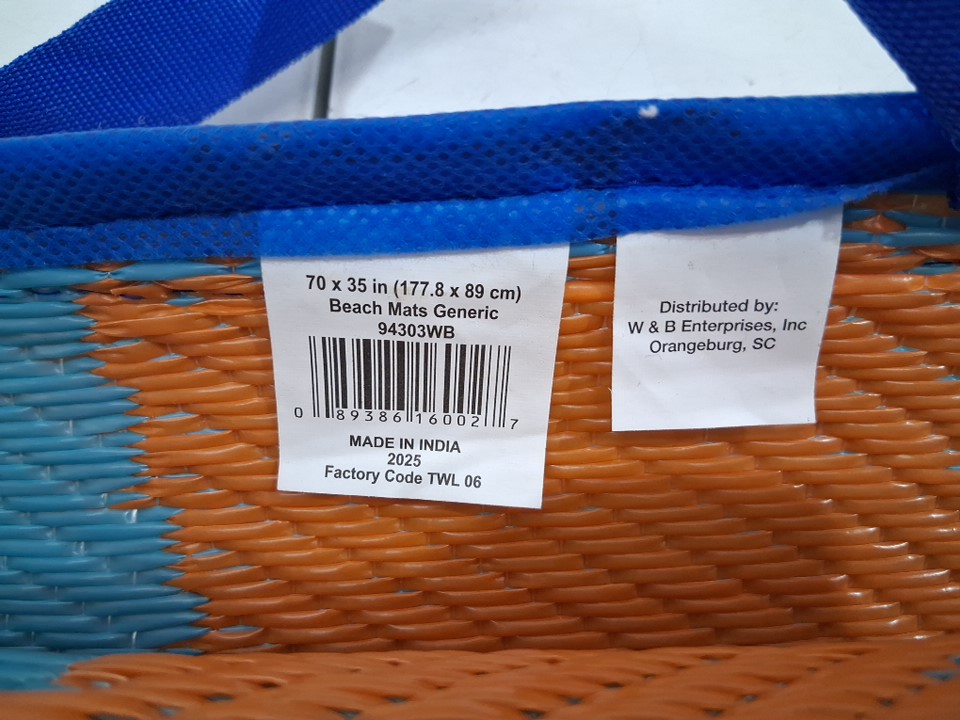 70 x 35 in (177.8 x 89 cm)
Beach Mats Generic
94303WB
0 89386 16002 7
MADE IN INDIA
2025
Factory Code TWL 06
Distributed by:
W & B Enterprises, Inc
Orangeburg, SC